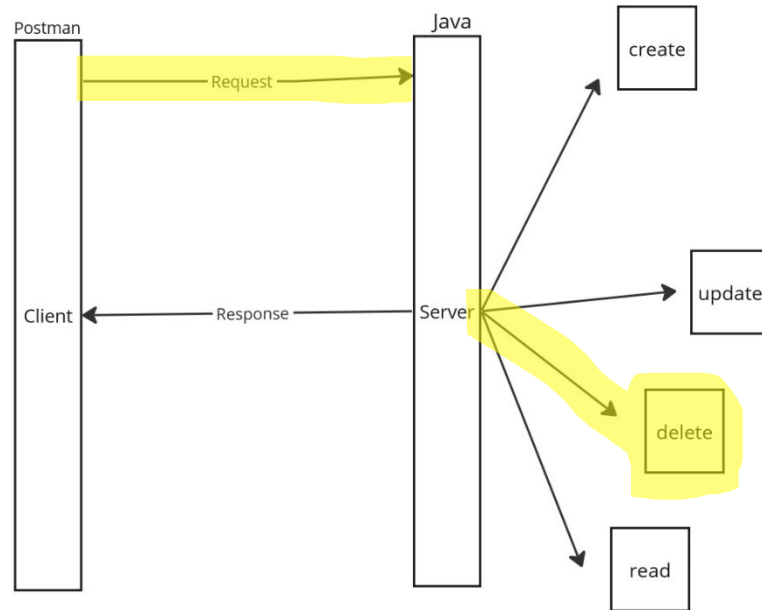 Postman
Java
Request
create
Client
Response
Server
update
delete
read